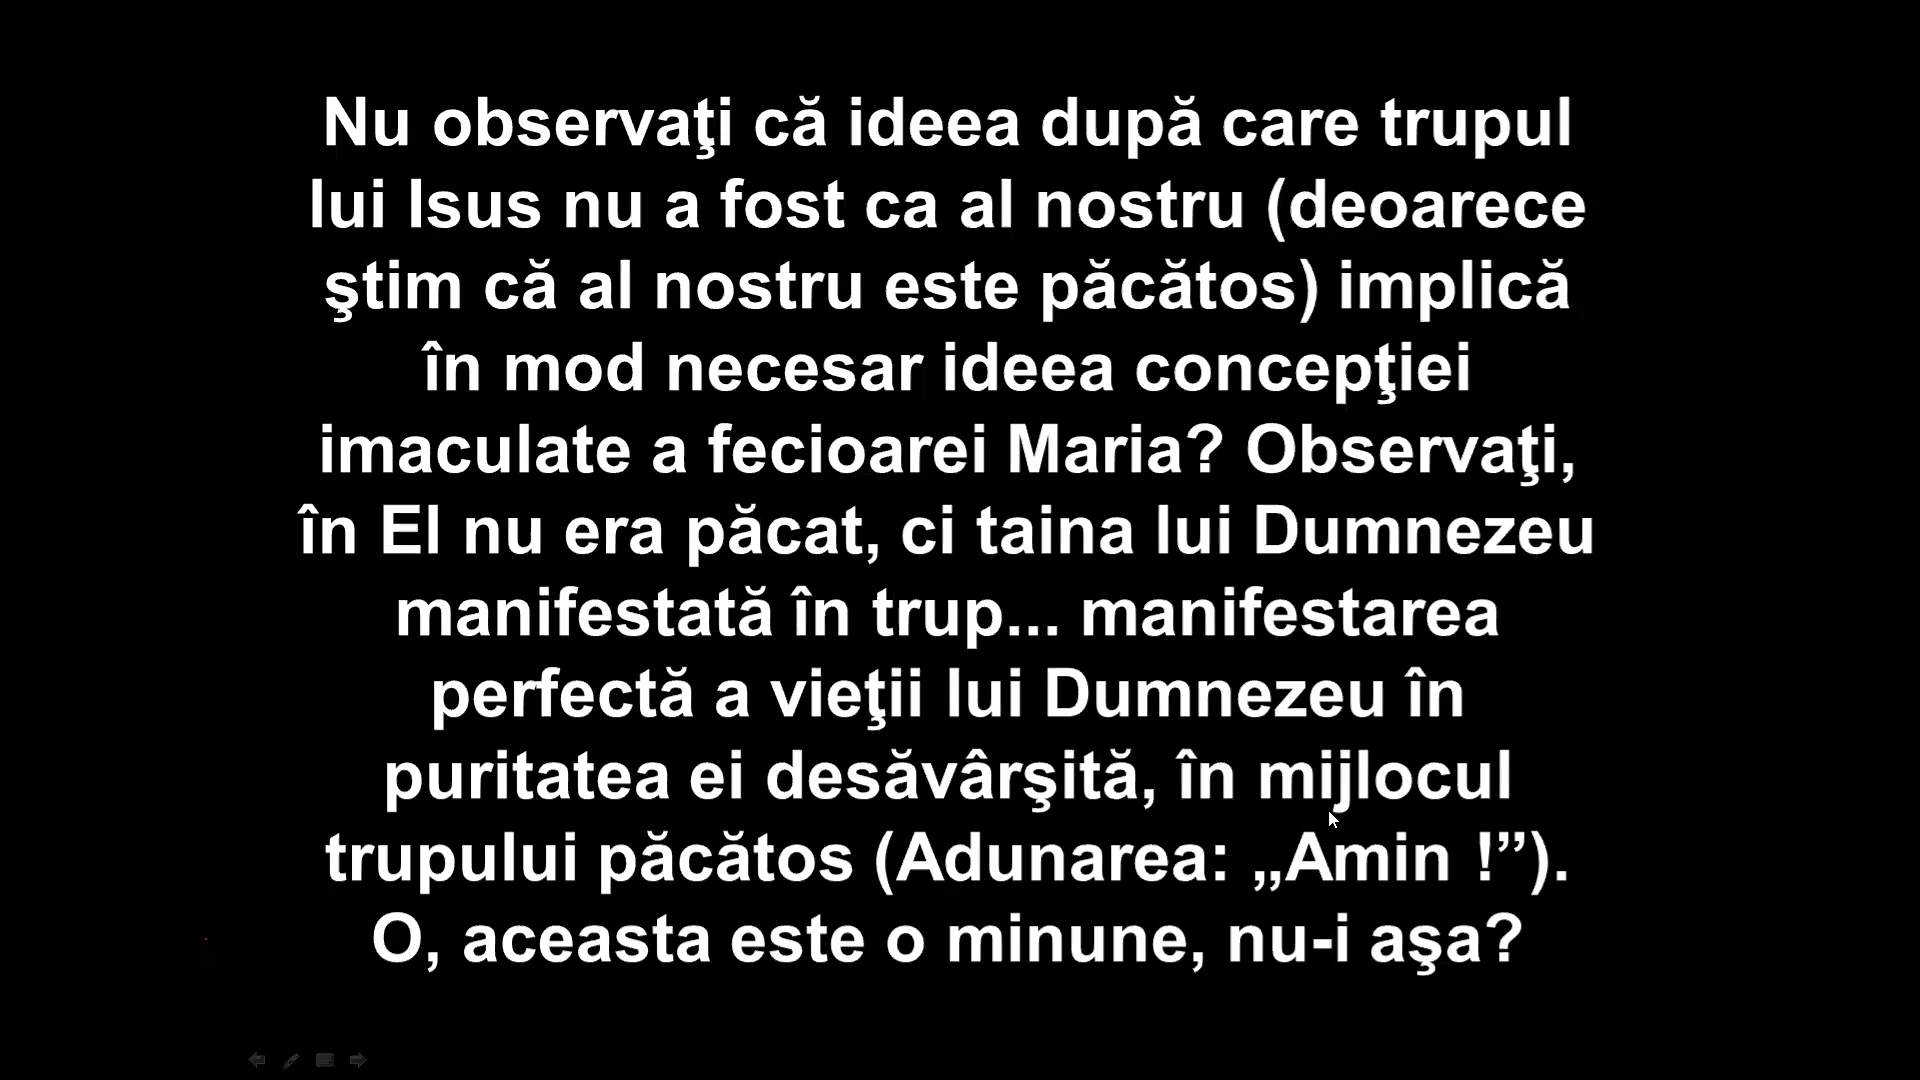 Nu observaţi că ideea după care trupul
lui Isus nu a fost ca al nostru (deoarece
ştim că al nostru este păcătos) implică
în mod necesar ideea concepţiei
imaculate a fecioarei Maria? Observaţi,
în El nu era păcat, ci taina lui Dumnezeu
manifestată în trup... manifestarea
perfectă a vieţii lui Dumnezeu în
puritatea ei desăvârşită, în mijlocul
trupului păcătos (Adunarea: „Amin !”).
O, aceasta este o minune, nu-i aşa?